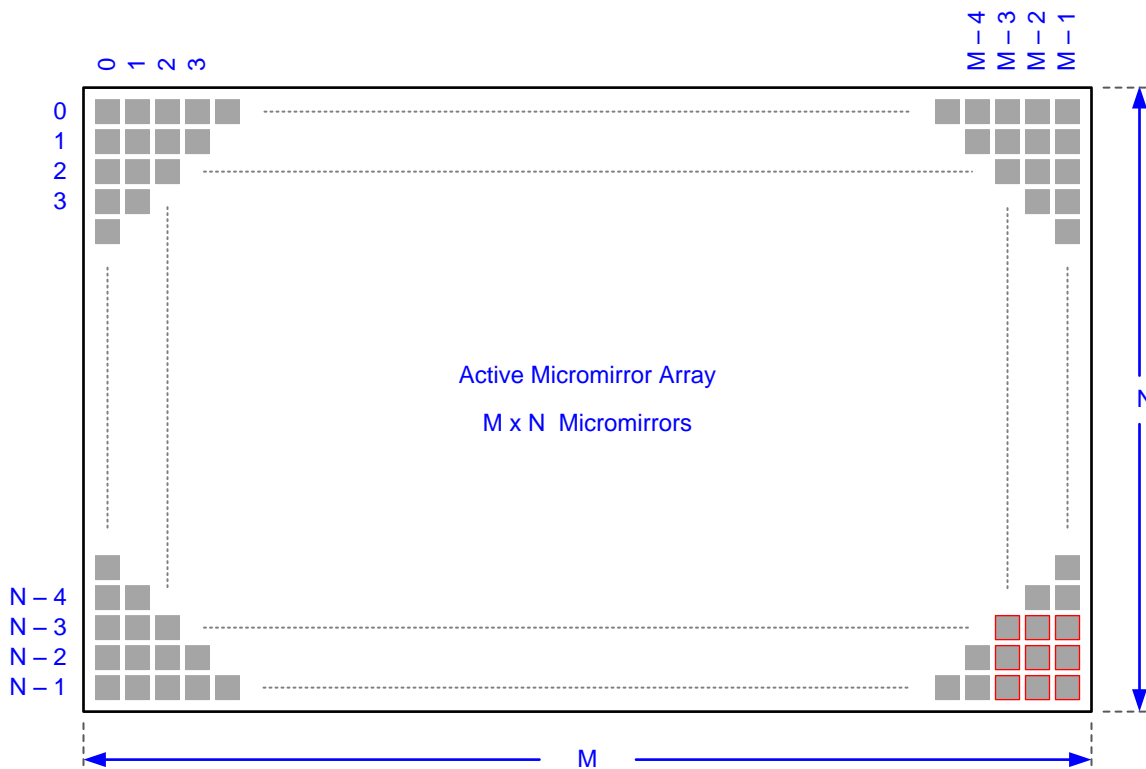 0
1
2
3
M – 4
M – 3
M – 2
M – 1
0
1
2
3
Active Micromirror Array
N
M x N Micromirrors
N – 4
N – 3
N – 2
N – 1
M